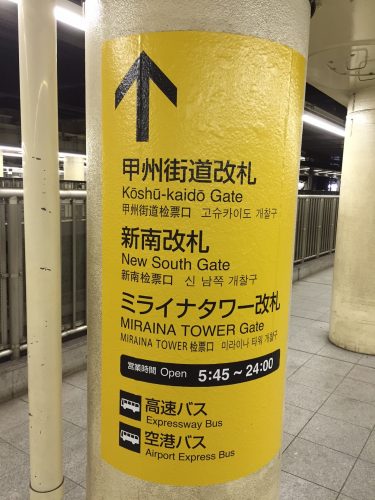 甲州街道改札
Kōshū-kaidō Gate
甲州街道检票口 고슈카이도 개찰구
新南改札
New South Gate
新南检票口 신 남쪽 개찰구
ミライナタワー改札
MIRAINA TOWER Gate
MIRAINA TOWER 检票口 미라이나 타워 개찰구
営業時間 Open 5:45～24:00
高速バス
Expressway Bus
空港バス
Airport Express Bus